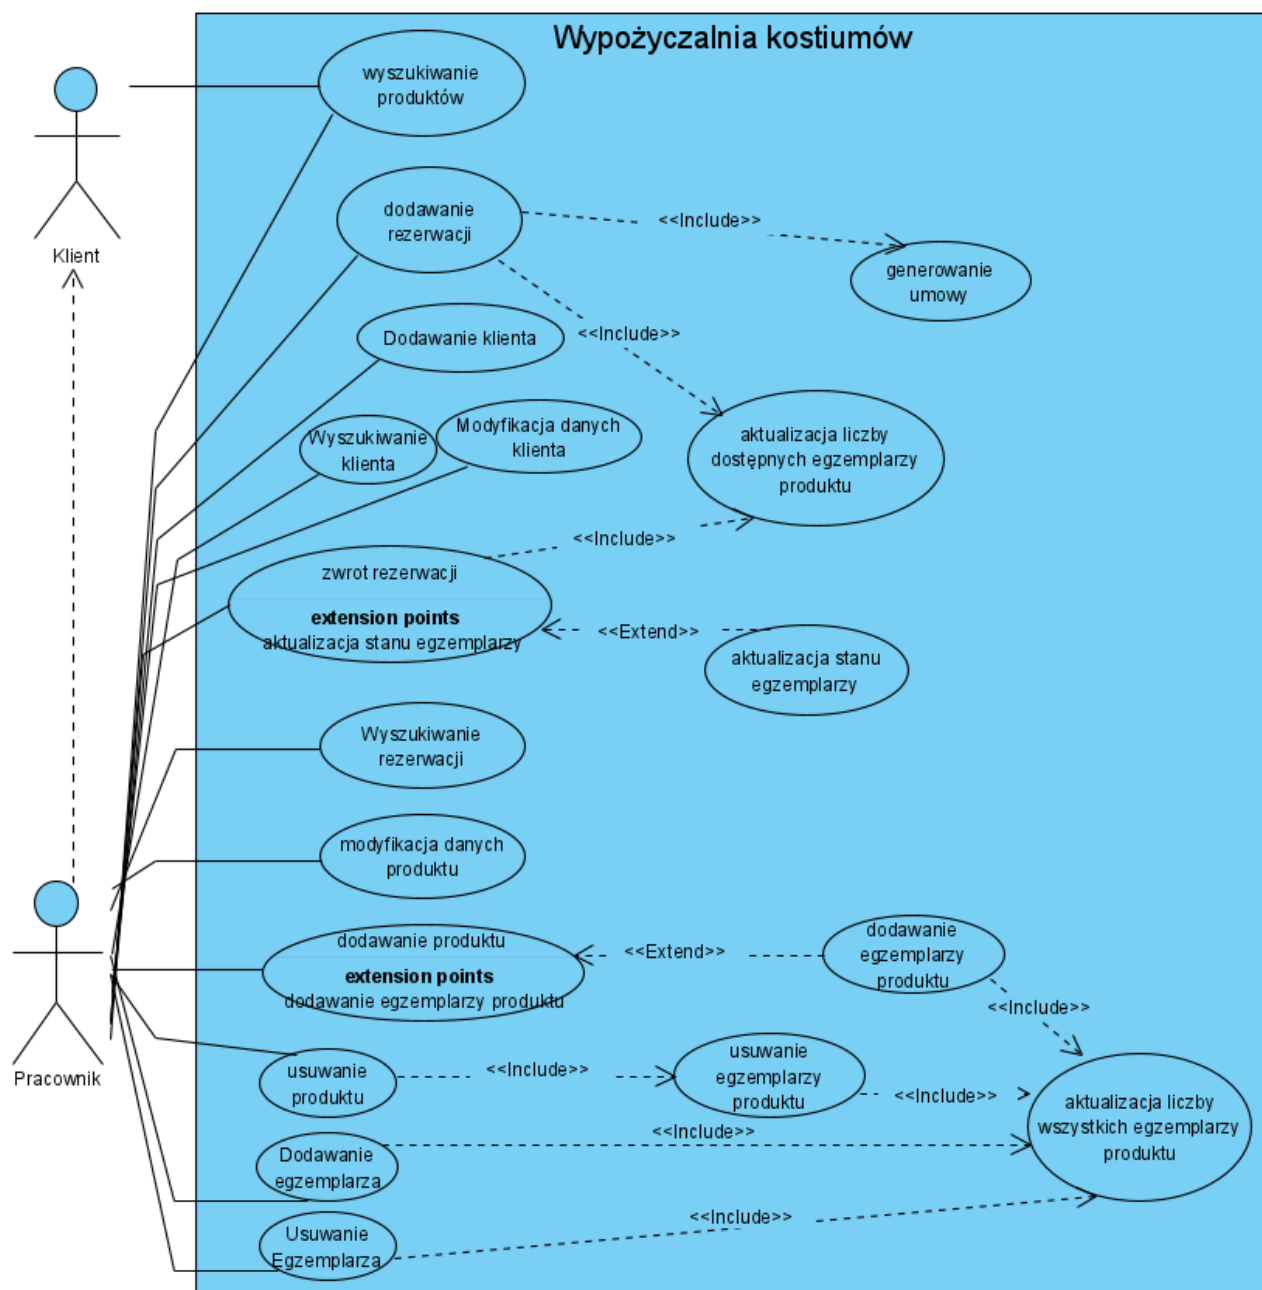 Wypożyczalnia kostiumów
wyszukiwanie
produktów
Klient
dodawanie
rezerwacji
<<Include>>
generowanie
umowy
Dodawanie klienta
<<Include>>
Wyszukiwanie
klienta
Modyfikacja danych
klienta
aktualizacja liczby
dostępnych egzemplarzy
produktu
<<Include>>
zwrot rezerwacji
extension points
aktualizacja stanu egzemplarzy
<<Extend>>
aktualizacja stanu
egzemplarzy
Wyszukiwanie
rezerwacji
modyfikacja danych
produktu
dodawanie produktu
extension points
dodawanie egzemplarzy produktu
<<Extend>>
dodawanie
egzemplarzy
produktu
<<Include>>
Pracownik
usuwanie
produktu
<<Include>>
usuwanie
egzemplarzy
produktu
<<Include>>
aktualizacja liczby
wszystkich egzemplarzy
produktu
<<Include>>
Dodawanie
egzemplarza
<<Include>>
Usuwanie
Egzemplarza